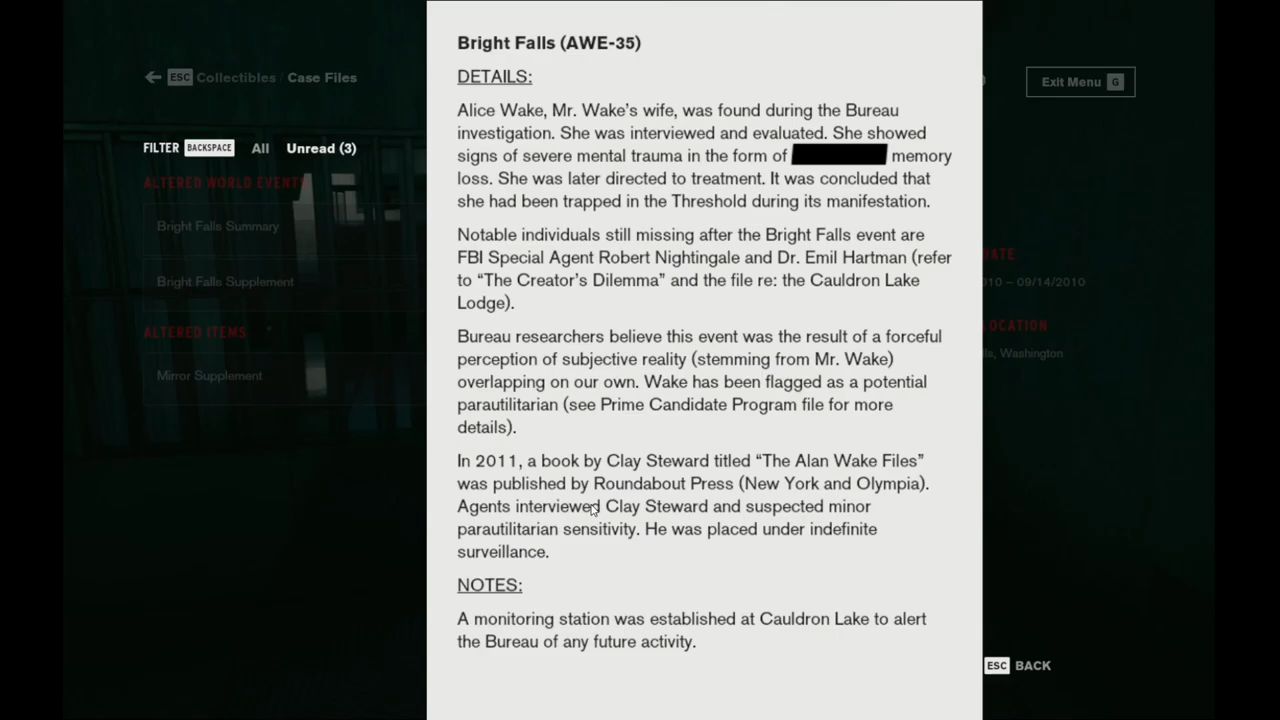 Bright Falls (AWE-35)
DETAILS:
Alice Wake, Mr. Wake's wife, was found during the Bureau
investigation. She was interviewed and evaluated. She showed
signs of severe mental trauma in the form of memory
loss. She was later directed to treatment. It was concluded that
she had been trapped in the Threshold during its manifestation.
Notable individuals still missing after the Bright Falls event are
FBI Special Agent Robert Nightingale and Dr. Emil Hartman (refer
to “The Creator's Dilemma” and the file re: the Cauldron Lake
Lodge).
Bureau researchers believe this event was the result of a forceful
perception of subjective reality (stemming from Mr. Wake)
overlapping on our own. Wake has been flagged as a potential
parautilitarian (see Prime Candidate Program file for more
details).
In 2011, a book by Clay Steward titled “The Alan Wake Files”
was published by Roundabout Press (New York and Olympia).
Agents interviewed Clay Steward and suspected minor
parautilitarian sensitivity. He was placed under indefinite
surveillance.
NOTES:
A monitoring station was established at Cauldron Lake to alert
the Bureau of any future activity.
ESC Collectibles / Case Files
FILTER BACKSPACE All Unread (3)
ALTERED WORLD EVENTS
Bright Falls Summary
Bright Falls Supplement
ALTERED ITEMS
Mirror Supplement
Exit Menu G
010 – 09/14/2010
Washington
ESC BACK